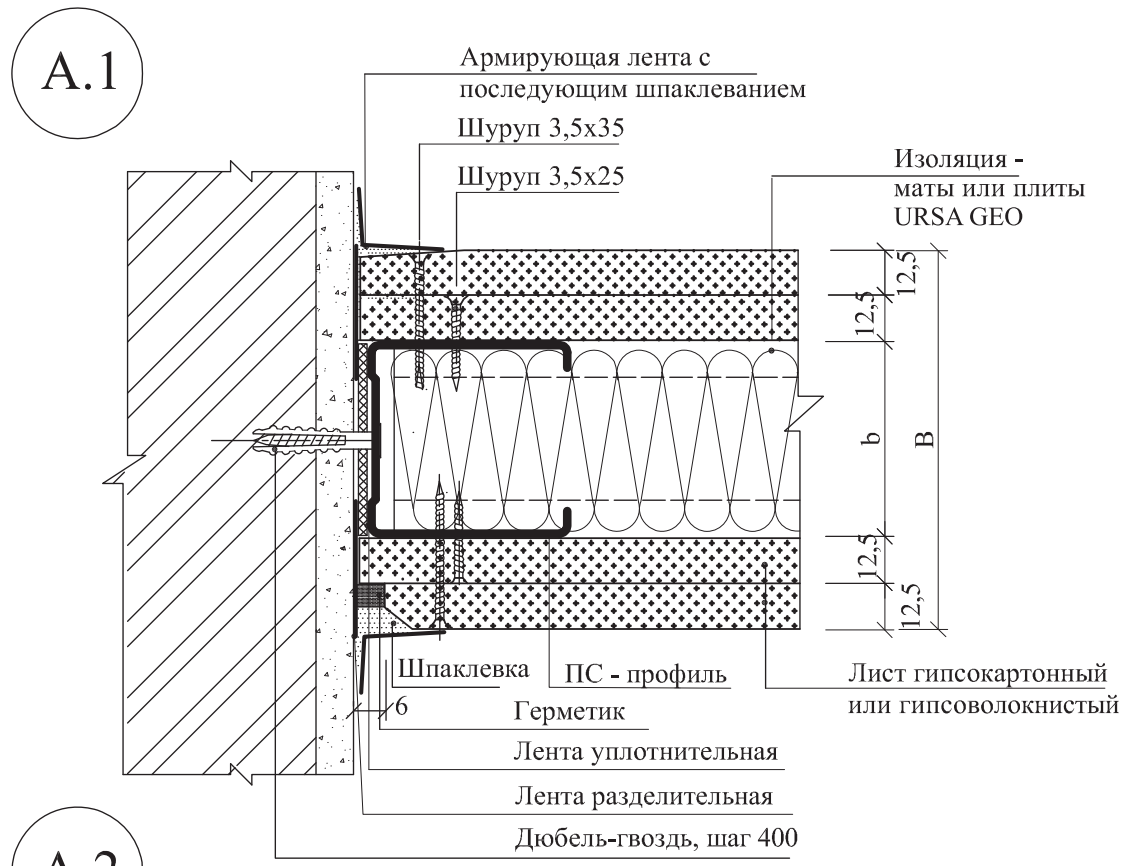 А.1
Армирующая лента с
последующим шпаклеванием
Шуруп 3,5х35
Шуруп 3,5х25
Изоляция -
маты или плиты
URSA GEO
12,5
12,5
b
B
12,5
12,5
Шпаклевка
ПС - профиль
Лист гипсокартонный
или гипсоволокнистый
6
Герметик
Лента уплотнительная
Лента разделительная
Дюбель-гвоздь, шаг 400